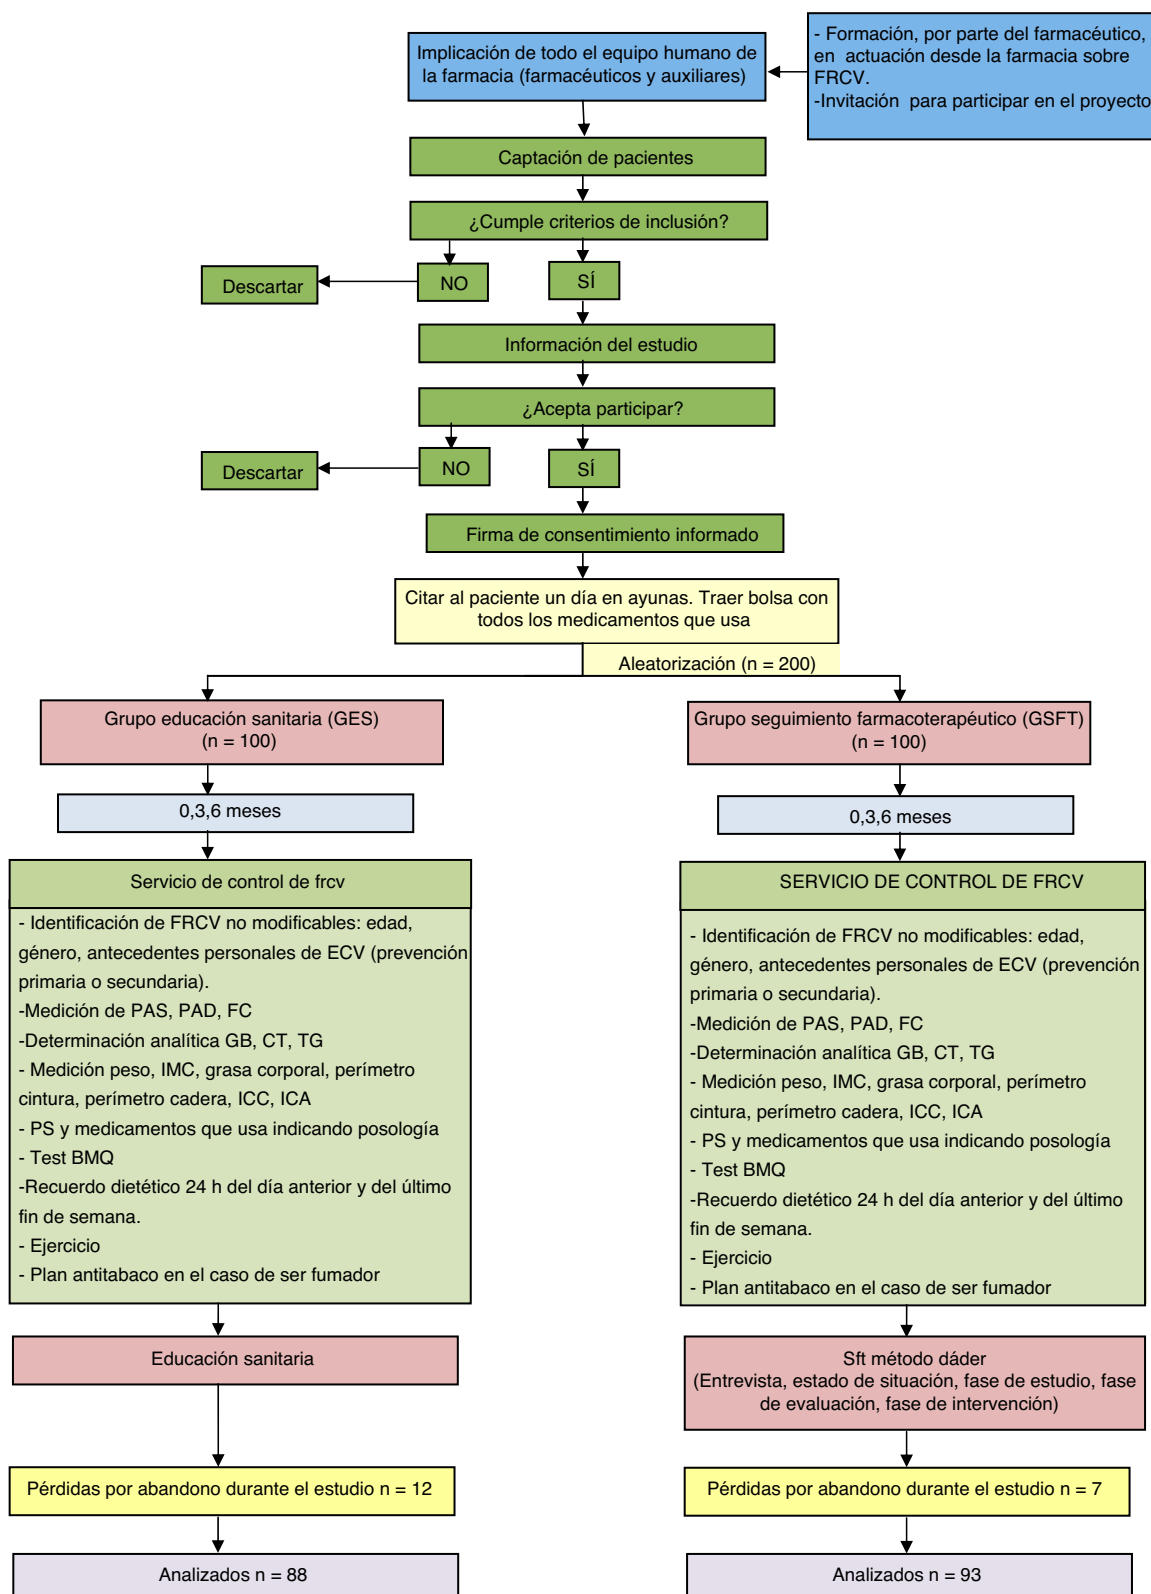 Implicación de todo el equipo humano de
la farmacia (farmacéuticos y auxiliares)
- Formación, por parte del farmacéutico,
en actuación desde la farmacia sobre
FRCV.
-Invitación para participar en el proyecto
Captación de pacientes
¿Cumple criterios de inclusión?
Descartar
NO
SÍ
Información del estudio
¿Acepta participar?
Descartar
NO
SÍ
Firma de consentimiento informado
Citar al paciente un día en ayunas. Traer bolsa con
todos los medicamentos que usa
Aleatorización (n = 200)
Grupo educación sanitaria (GES)
(n = 100)
0,3,6 meses
Servicio de control de frcv
- Identificación de FRCV no modificables: edad,
género, antecedentes personales de ECV (prevención
primaria o secundaria).
-Medición de PAS, PAD, FC
-Determinación analítica GB, CT, TG
- Medición peso, IMC, grasa corporal, perímetro
cintura, perímetro cadera, ICC, ICA
- PS y medicamentos que usa indicando posología
- Test BMQ
-Recuerdo dietético 24 h del día anterior y del último
fin de semana.
- Ejercicio
- Plan antitabaco en el caso de ser fumador
Educación sanitaria
Pérdidas por abandono durante el estudio n = 12
Analizados n = 88
Grupo seguimiento farmacoterapéutico (GSFT)
(n = 100)
0,3,6 meses
SERVICIO DE CONTROL DE FRCV
- Identificación de FRCV no modificables: edad,
género, antecedentes personales de ECV (prevención
primaria o secundaria).
-Medición de PAS, PAD, FC
-Determinación analítica GB, CT, TG
- Medición peso, IMC, grasa corporal, perímetro
cintura, perímetro cadera, ICC, ICA
- PS y medicamentos que usa indicando posología
- Test BMQ
-Recuerdo dietético 24 h del día anterior y del último
fin de semana.
- Ejercicio
- Plan antitabaco en el caso de ser fumador
Sft método dáder
(Entrevista, estado de situación, fase de estudio, fase
de evaluación, fase de intervención)
Pérdidas por abandono durante el estudio n = 7
Analizados n = 93